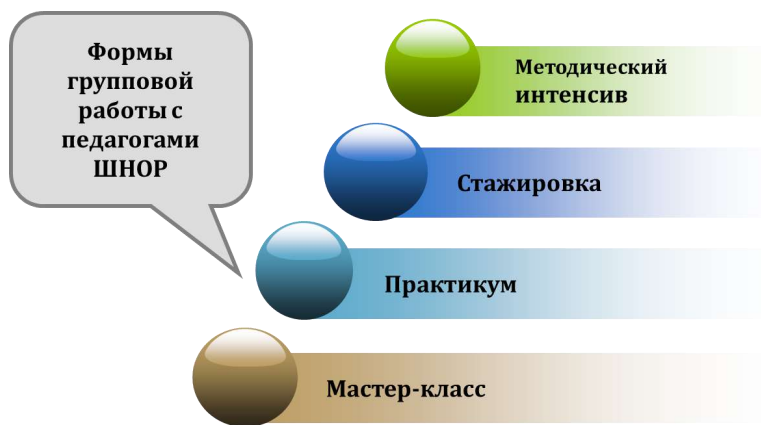 Формы
групповой
работы с
педагогами
ШНОР
Методический
интенсив
Стажировка
Практикум
Мастер-класс